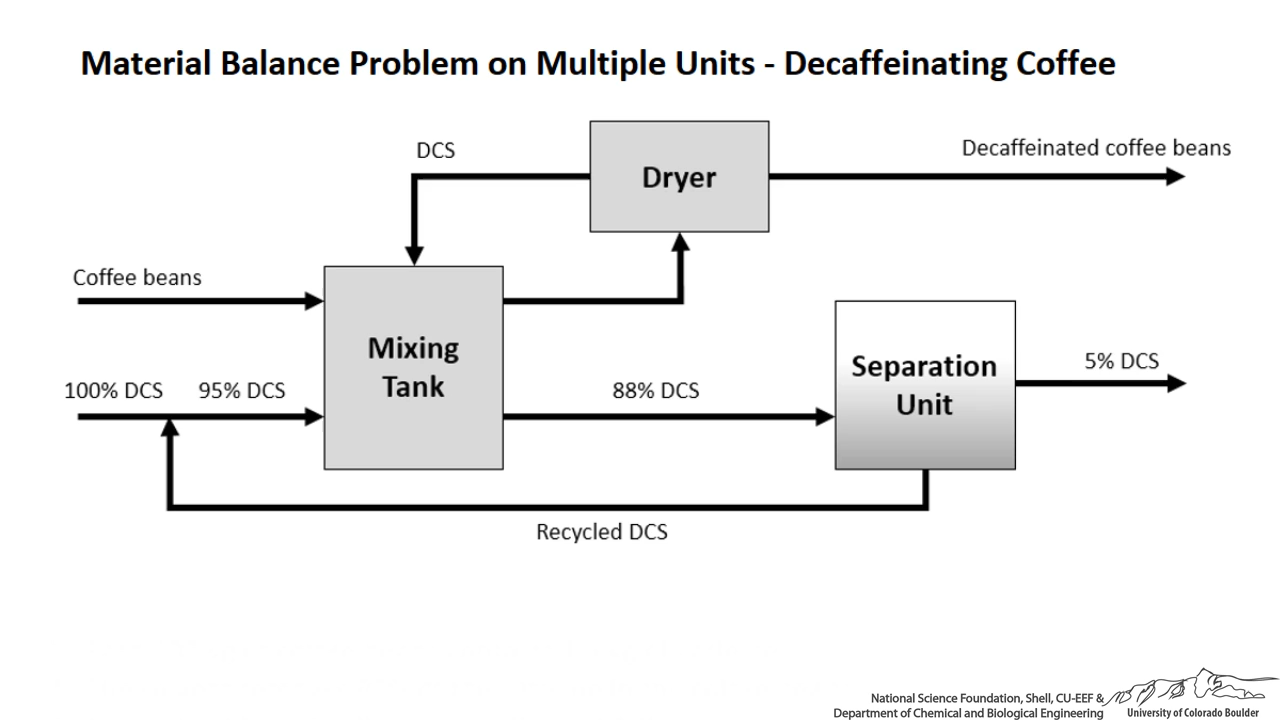 Material Balance Problem on Multiple Units - Decaffeinating Coffee
DCS
Dryer
Decaffeinated coffee beans
Coffee beans
Mixing
Tank
100% DCS
95% DCS
88% DCS
Separation
Unit
5% DCS
Recycled DCS
National Science Foundation, Shell, CU-EEF &
Department of Chemical and Biological Engineering
University of Colorado Boulder